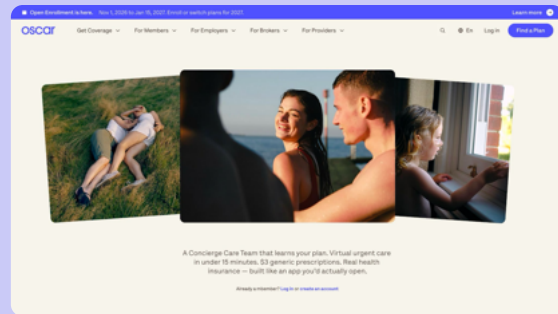 Open Enrollment is here. Nov 1, 2026 to Jan 15, 2027. Enroll or switch plans for 2027. Learn more
oscar Get Coverage For Members For Employers For Brokers For Providers En Log in Find a Plan
A Concierge Care Team that learns your plan. Virtual urgent care
in under 15 minutes. $3 generic prescriptions. Real health
insurance — built like an app you'd actually open.
Already a member? Log in or create an account